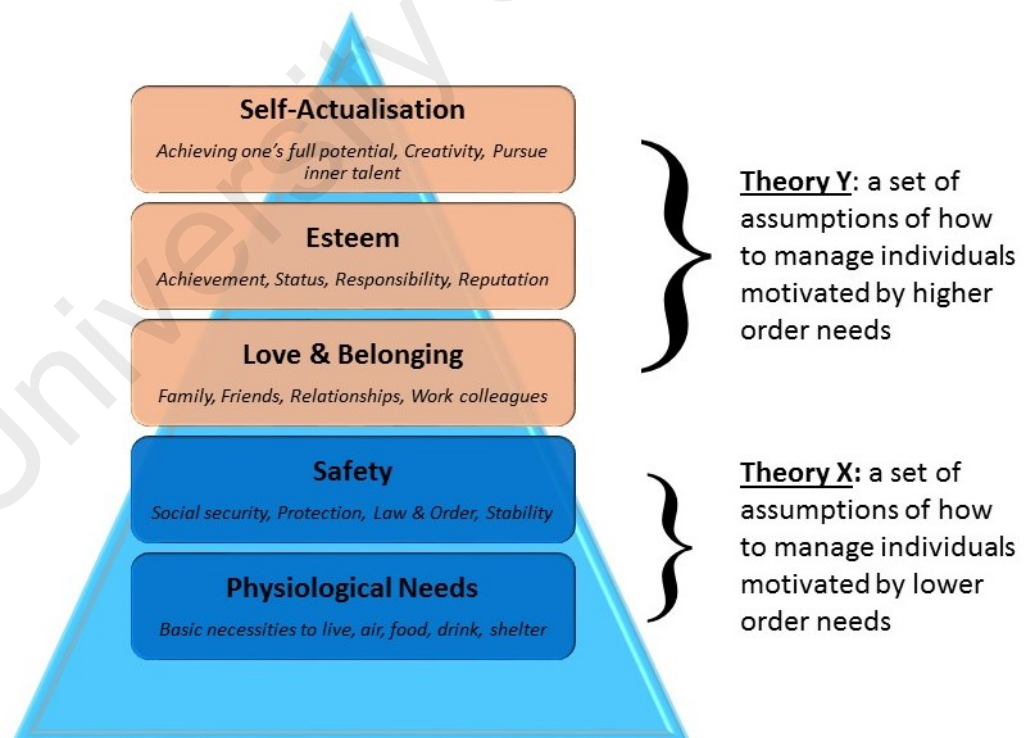 University
Self-Actualisation
Achieving one's full potential, Creativity, Pursue
inner talent
Esteem
Achievement, Status, Responsibility, Reputation
Love & Belonging
Family, Friends, Relationships, Work colleagues
Safety
Social security, Protection, Law & Order, Stability
Physiological Needs
Basic necessities to live, air, food, drink, shelter
Theory Y: a set of
assumptions of how
to manage individuals
motivated by higher
order needs
Theory X: a set of
assumptions of how
to manage individuals
motivated by lower
order needs